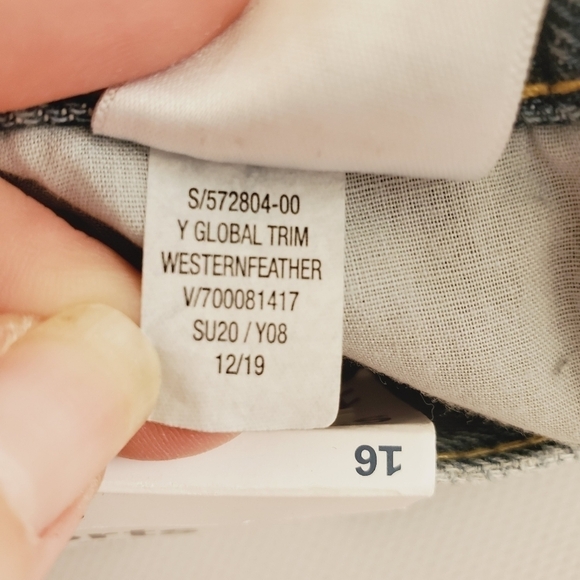 S/572804-00
Y GLOBAL TRIM
WESTERNFEATHER
V/700081417
SU20 / Y08
12/19
16